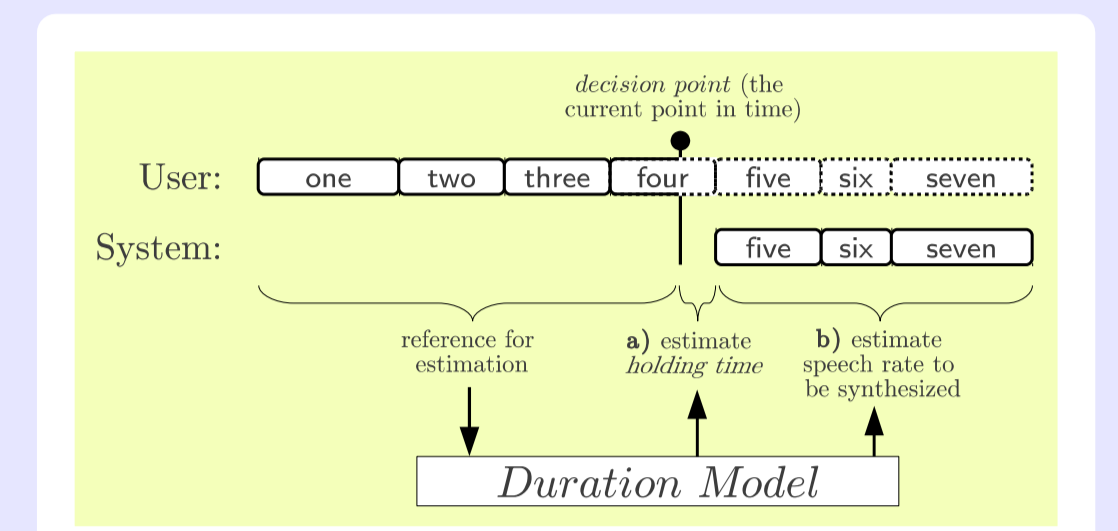 decision point (the
current point in time)
User: one two three four five six seven
System: five six seven
reference for
estimation
a) estimate
holding time
b) estimate
speech rate to
be synthesized
Duration Model